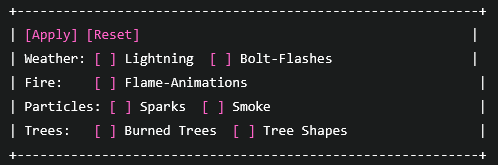 +-------------------------------------------------------------+
| [Apply] [Reset]                                            |
| Weather: [ ] Lightning  [ ] Bolt-Flashes                   |
| Fire:    [ ] Flame-Animations                               |
| Particles: [ ] Sparks  [ ] Smoke                            |
| Trees:   [ ] Burned Trees  [ ] Tree Shapes                  |
+-------------------------------------------------------------+